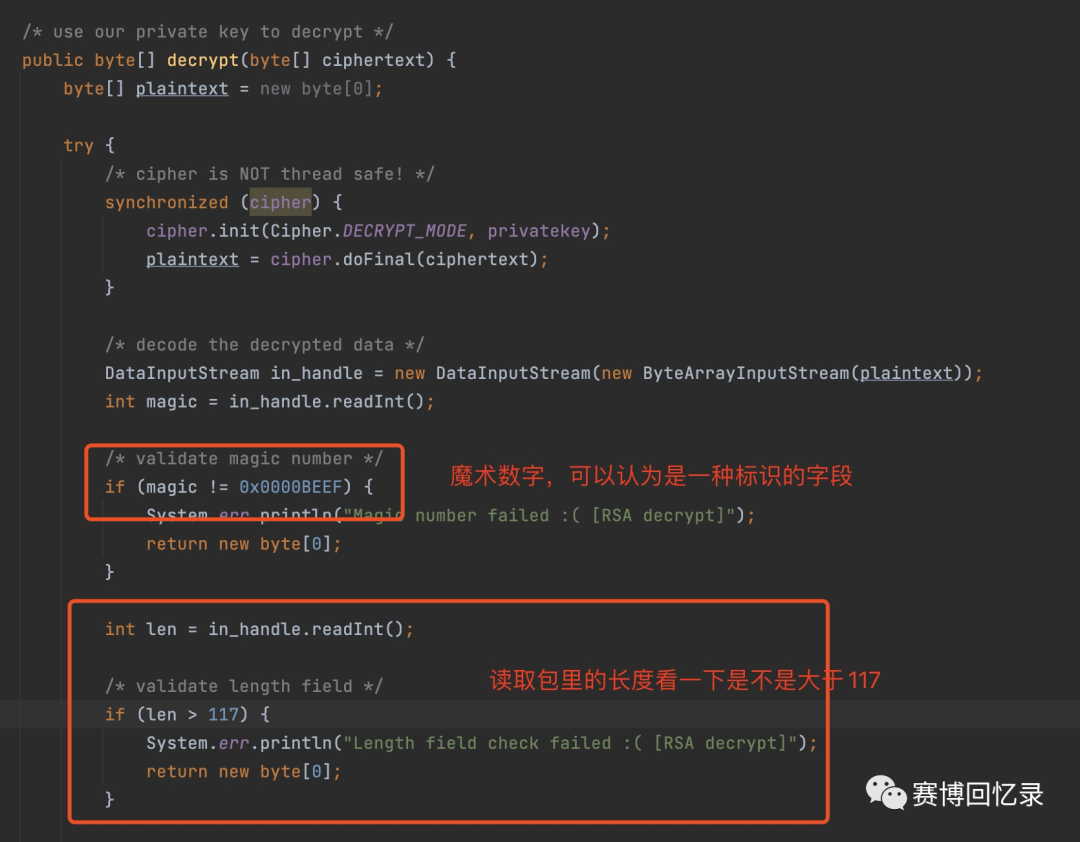 /* use our private key to decrypt */
public byte[] decrypt(byte[] ciphertext) {
byte[] plaintext = new byte[0];
try {
/* cipher is NOT thread safe! */
synchronized (cipher) {
cipher.init(Cipher.DECRYPT_MODE, privatekey);
plaintext = cipher.doFinal(ciphertext);
}
/* decode the decrypted data */
DataInputStream in_handle = new DataInputStream(new ByteArrayInputStream(plaintext));
int magic = in_handle.readInt();
/* validate magic number */
魔术数字，可以认为是一种标识的字段
if (magic != 0x0000BEEF) {
System.err.println("Magic number failed :( [RSA decrypt]");
return new byte[0];
}
int len = in_handle.readInt();
读取包里的长度看一下是不是大于117
/* validate length field */
if (len > 117) {
System.err.println("Length field check failed :( [RSA decrypt]");
return new byte[0];
}
赛博回忆录